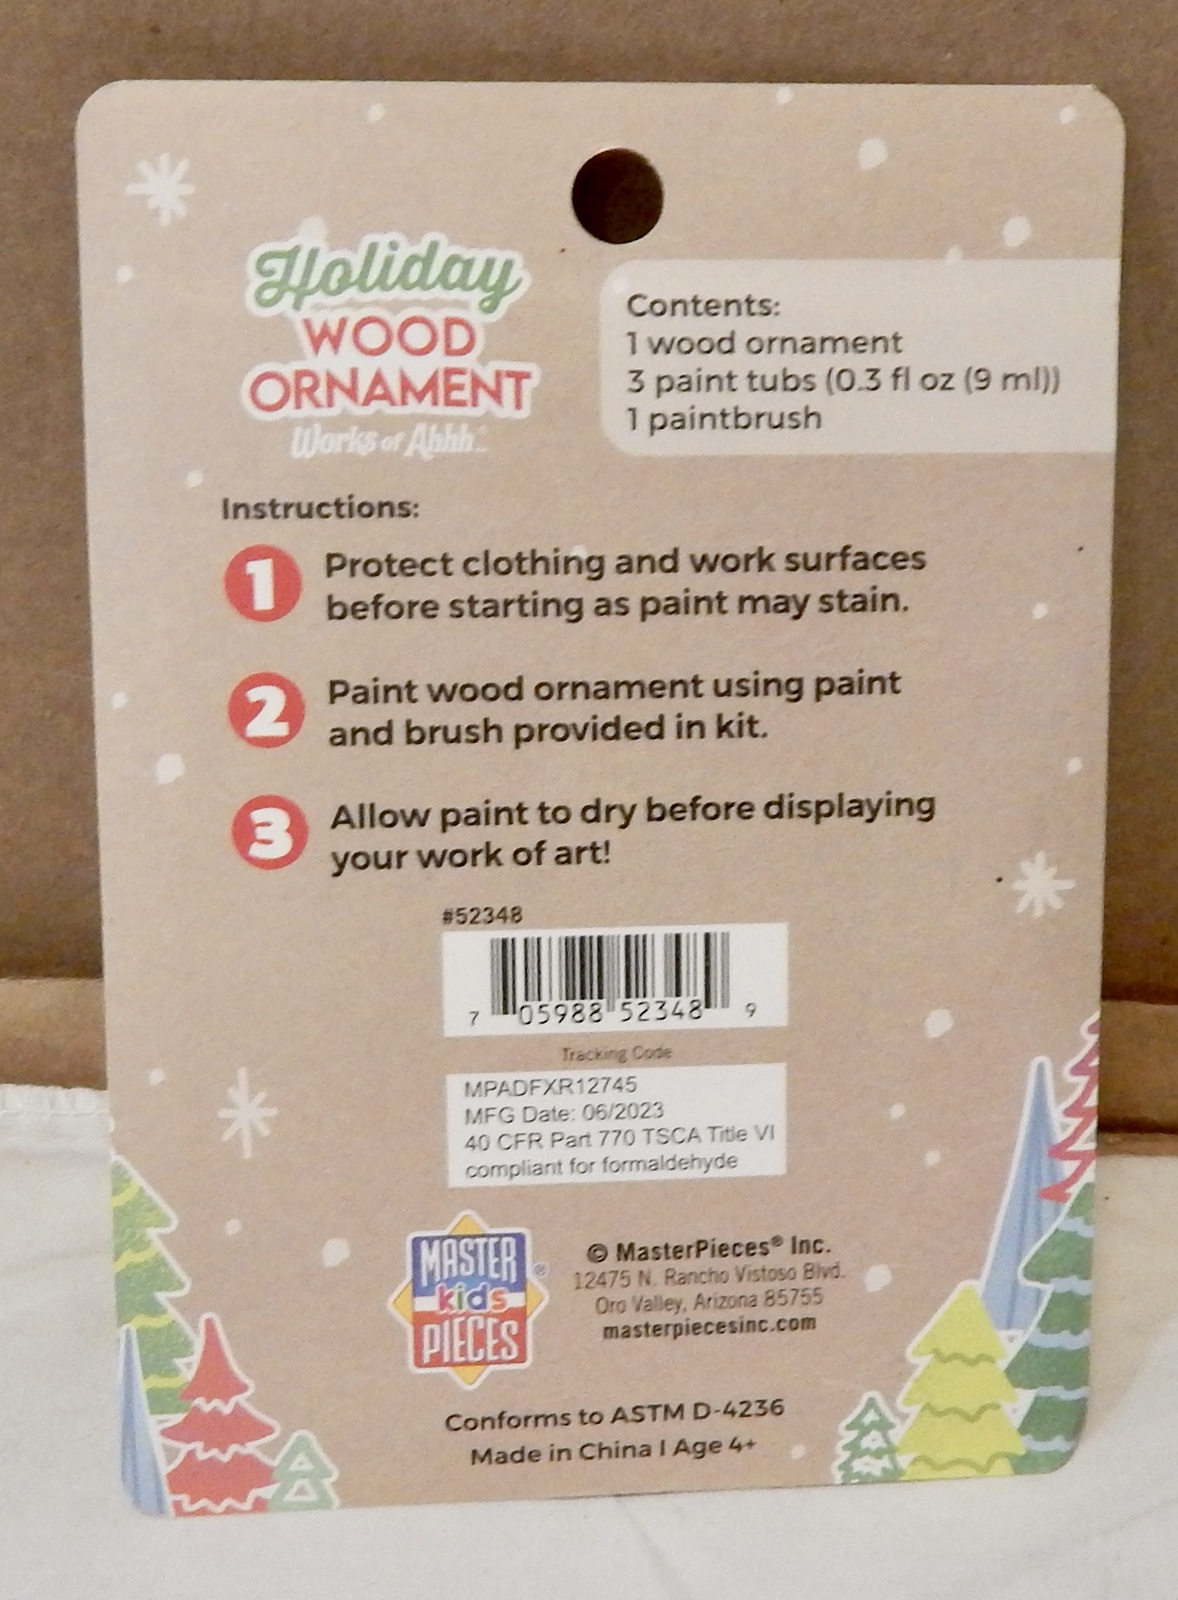 Holiday
WOOD
ORNAMENT
Works of Ahhh™
Contents:
1 wood ornament
3 paint tubs (0.3 fl oz (9 ml))
1 paintbrush
Instructions:
1 Protect clothing and work surfaces
before starting as paint may stain.
2 Paint wood ornament using paint
and brush provided in kit.
3 Allow paint to dry before displaying
your work of art!
#52348
7 05988 52348 9
Tracking Code
MPADFXR12745
MFG Date: 06/2023
40 CFR Part 770 TSCA Title VI
compliant for formaldehyde
MASTER
kids
PIECES®
© MasterPieces® Inc.
12475 N. Rancho Vistoso Blvd.
Oro Valley, Arizona 85755
masterpiecesinc.com
Conforms to ASTM D-4236
Made in China | Age 4+